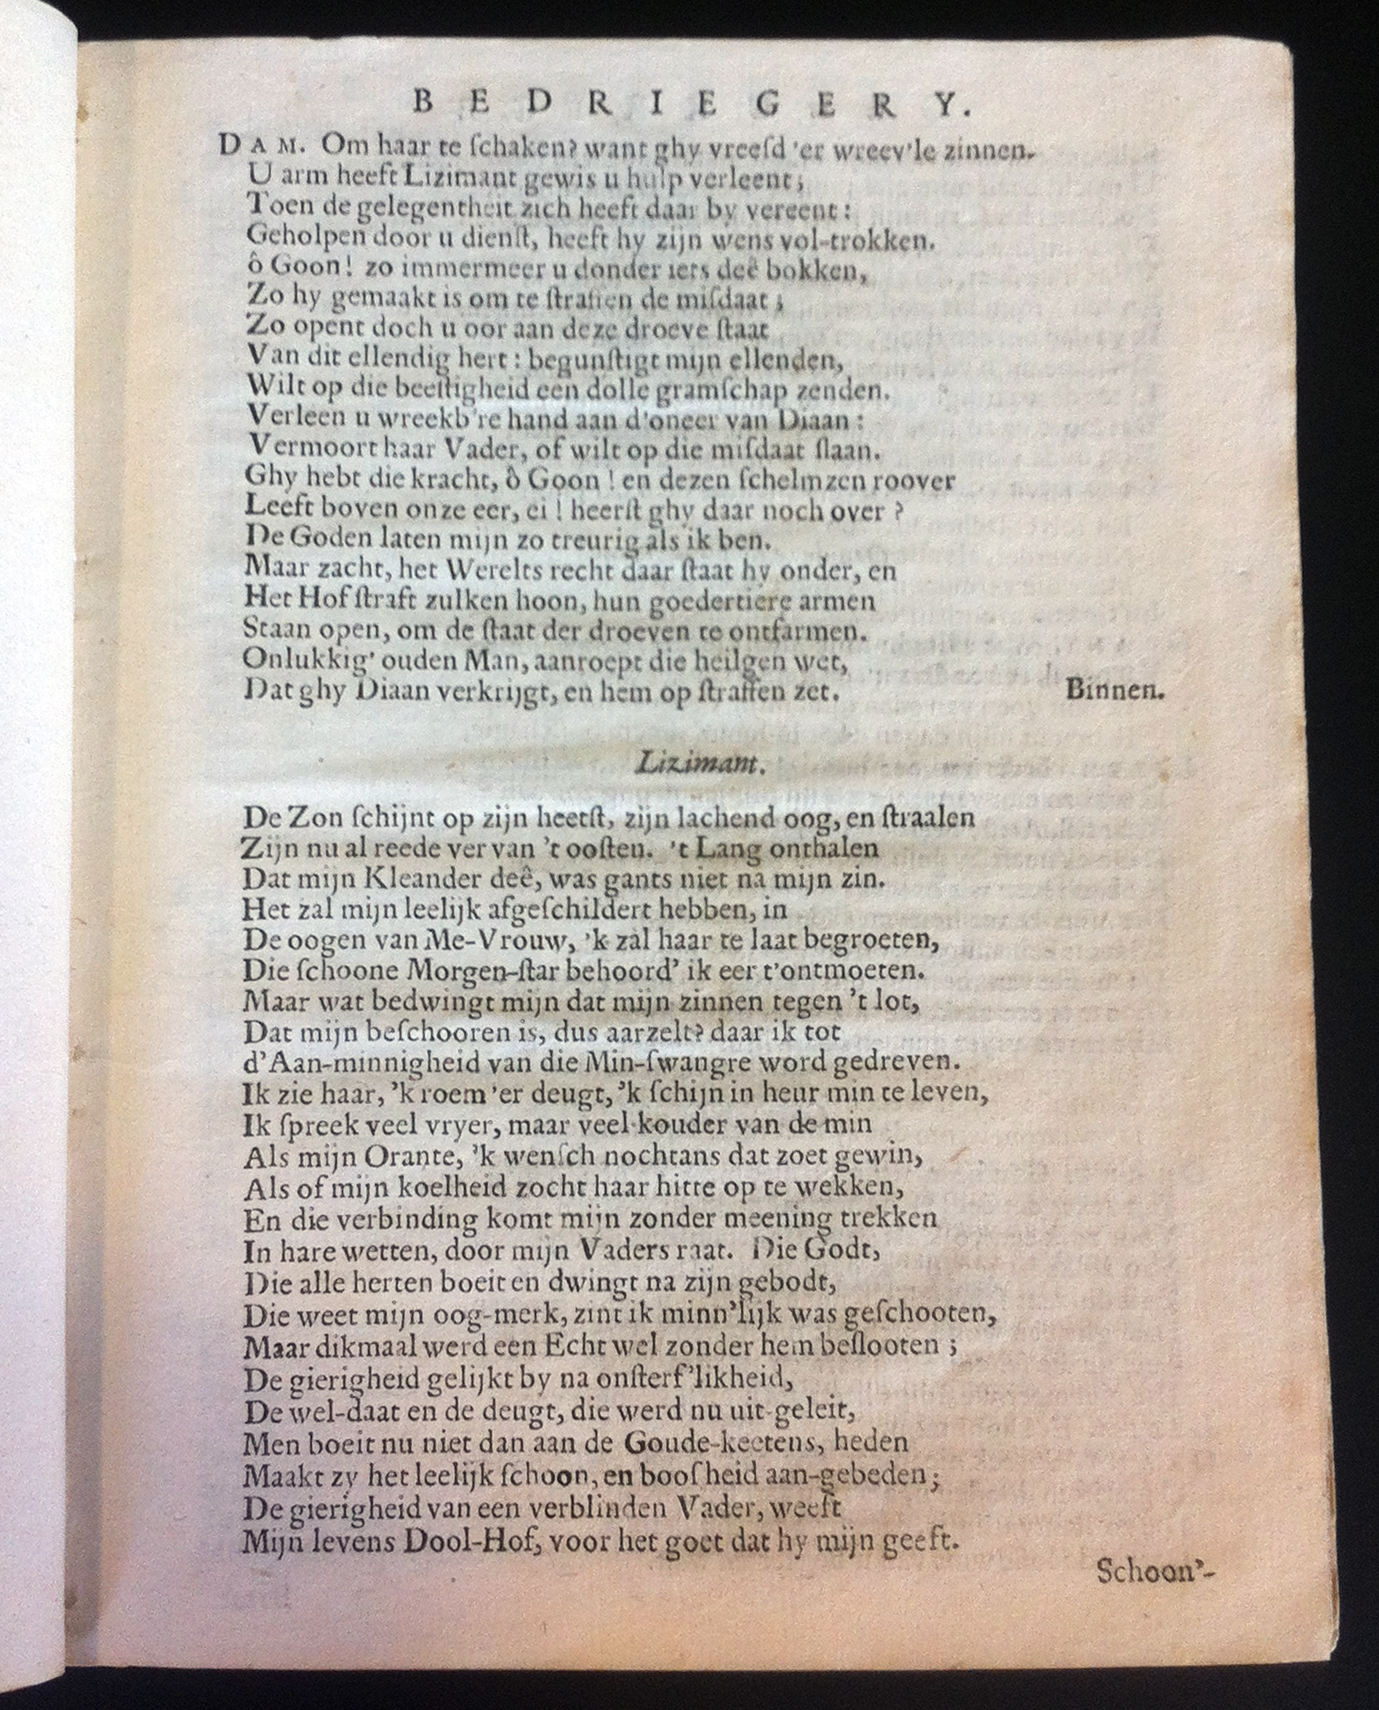 BEDRIEGERY.
DAM. Om haar te ſchaken? want ghy vreeſd 'er wreev'le zinnen.
U arm heeft Lizimant gewis u hulp verleent;
Toen de gelegentheit zich heeft daar by vereent:
Geholpen door u dienſt, heeft hy zijn wens vol-trokken.
ô Goon! zo immermeer u donder iets deê bokken,
Zo hy gemaakt is om te ſtraffen de miſdaat;
Zo opent doch u oor aan deze droeve ſtaat
Van dit ellendig hert: begunſtigt mijn ellenden,
Wilt op die beeſtigheid een dolle gramſchap zenden.
Verleen u wreekb're hand aan d'oneer van Diaan:
Vermoort haar Vader, of wilt op die miſdaat ſlaan.
Ghy hebt die kracht, ô Goon! en dezen ſchelmzen roover
Leeft boven onze eer, ei! heerſt ghy daar noch over?
De Goden laten mijn zo treurig als ik ben.
Maar zacht, het Werelts recht daar ſtaat hy onder, en
Het Hof ſtraft zulken hoon, hun goedertiere armen
Staan open, om de ſtaat der droeven te ontfarmen.
Onlukkig' ouden Man, aanroept die heilgen wet,
Dat ghy Diaan verkrijgt, en hem op ſtraffen zet. Binnen.
Lizimant.
De Zon ſchijnt op zijn heetſt, zijn lachend oog, en ſtraalen
Zijn nu al reede ver van 't ooſten. 't Lang onthalen
Dat mijn Kleander deê, was gants niet na mijn zin.
Het zal mijn leelijk afgeſchildert hebben, in
De oogen van Me-Vrouw, 'k zal haar te laat begroeten,
Die ſchoone Morgen-ſtar behoord' ik eer t'ontmoeten.
Maar wat bedwingt mijn dat mijn zinnen tegen 't lot,
Dat mijn beſchooren is, dus aarzelt? daar ik tot
d'Aan-minnigheid van die Min-ſwangre word gedreven.
Ik zie haar, 'k roem 'er deugt, 'k ſchijn in heur min te leven,
Ik ſpreek veel vryer, maar veel kouder van de min
Als mijn Orante, 'k wenſch nochtans dat zoet gewin,
Als of mijn koelheid zocht haar hitte op te wekken,
En die verbinding komt mijn zonder meening trekken
In hare wetten, door mijn Vaders raat. Die Godt,
Die alle herten boeit en dwingt na zijn gebodt,
Die weet mijn oog-merk, zint ik minn'lijk was geſchooten,
Maar dikmaal werd een Echt wel zonder hem beſlooten;
De gierigheid gelijkt by na onſterf'likheid,
De wel-daat en de deugt, die werd nu uit-geleit,
Men boeit nu niet dan aan de Goude-keetens, heden
Maakt zy het leelijk ſchoon, en booſheid aan-gebeden;
De gierigheid van een verblinden Vader, weeft
Mijn levens Dool-Hof, voor het goet dat hy mijn geeft.
Schoon'-